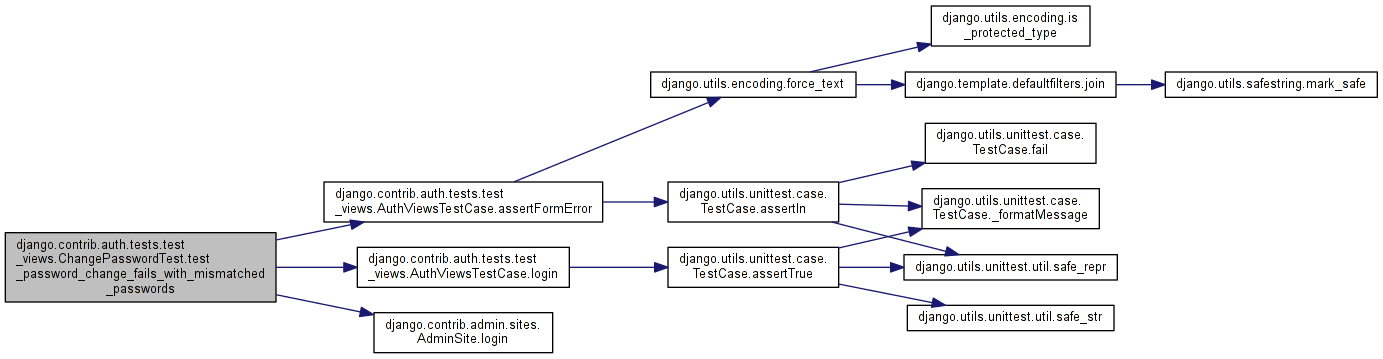 django.utils.encoding.is
_protected_type
django.utils.encoding.force_text
django.template.defaultfilters.join
django.utils.safestring.mark_safe
django.utils.unittest.case.
TestCase.fail
django.contrib.auth.tests.test
_views.AuthViewsTestCase.assertFormError
django.utils.unittest.case.
TestCase.assertIn
django.utils.unittest.case.
TestCase._formatMessage
django.contrib.auth.tests.test
_views.ChangePasswordTest.test
_password_change_fails_with_mismatched
_passwords
django.contrib.auth.tests.test
_views.AuthViewsTestCase.login
django.utils.unittest.case.
TestCase.assertTrue
django.utils.unittest.util.safe_repr
django.utils.unittest.util.safe_str
django.contrib.admin.sites.
AdminSite.login